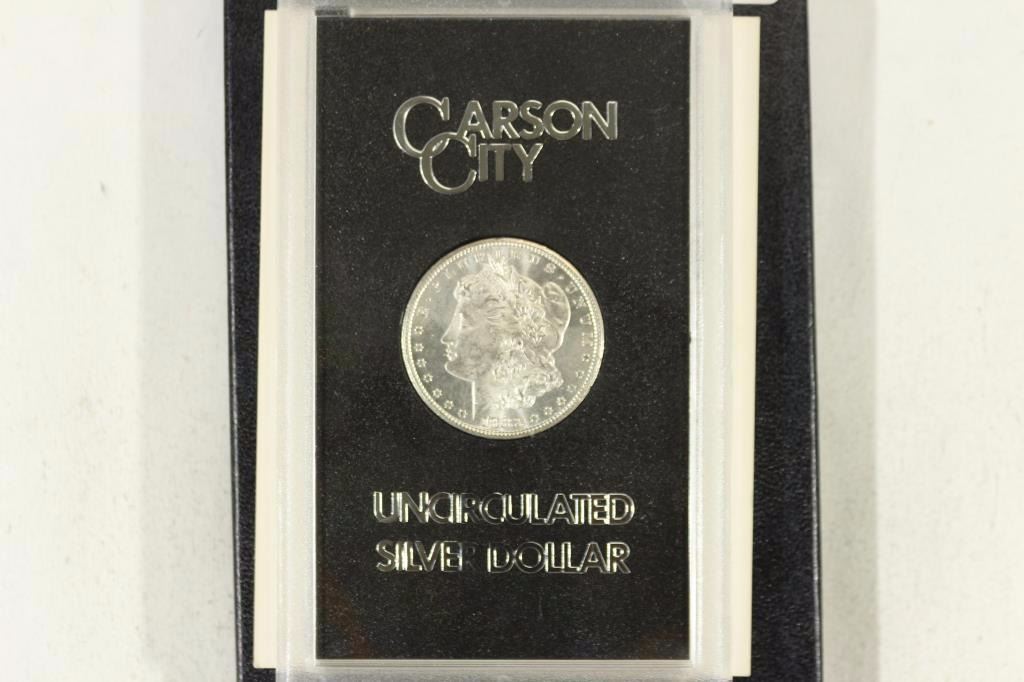 CARSON
CITY
UNCIRCULATED
SILVER DOLLAR